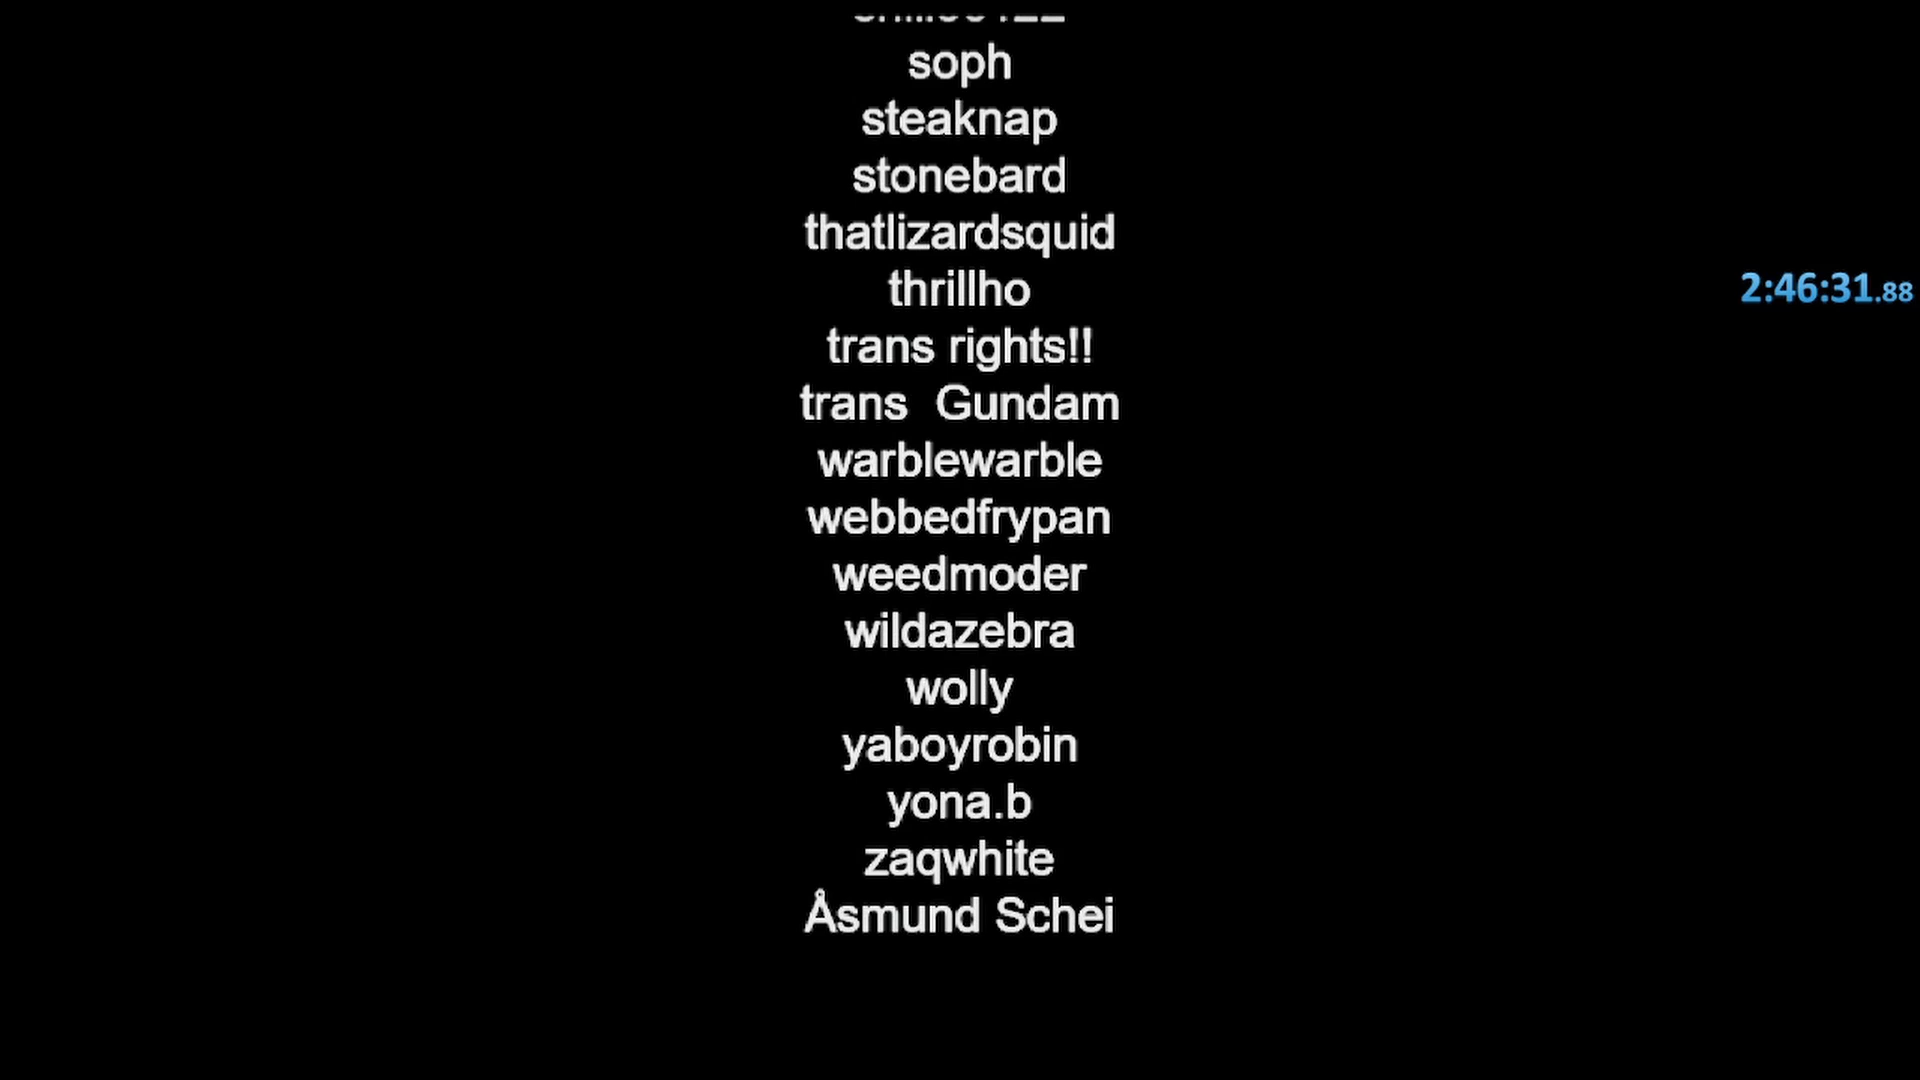 soph
steaknap
stonebard
thatlizardsquid
thrillho
2:46:31.88
trans rights!!
trans  Gundam
warblewarble
webbedfrypan
weedmoder
wildazebra
wolly
yaboyrobin
yona.b
zaqwhite
Åsmund Schei